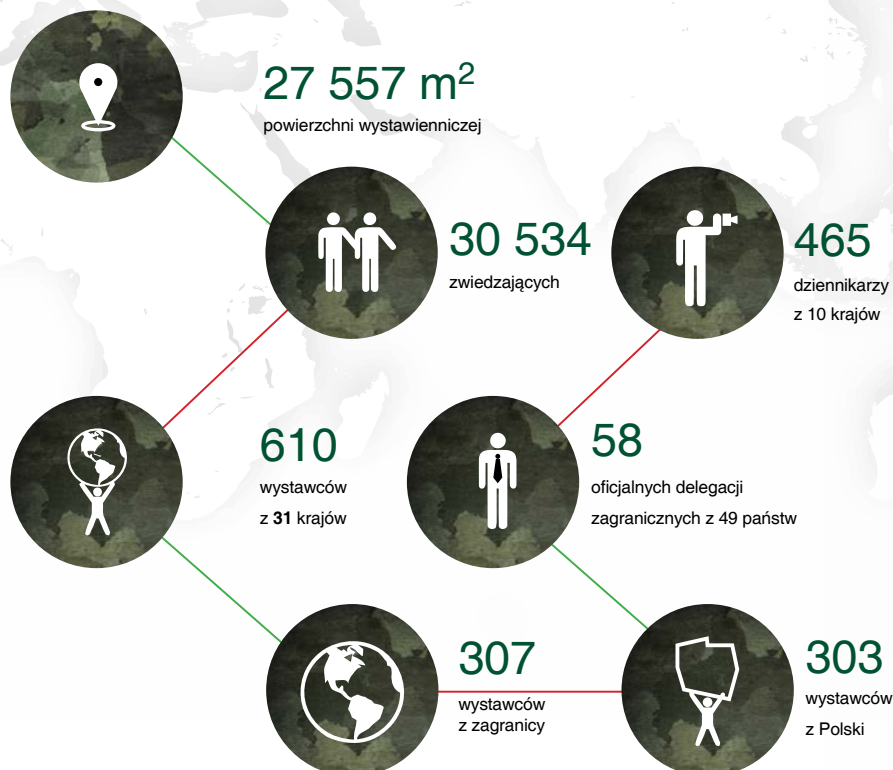 27 557 m²
powierzchni wystawienniczej
30 534
zwiedzających
465
dziennikarzy
z 10 krajów
610
wystawców
z 31 krajów
58
oficjalnych delegacji
zagranicznych z 49 państw
307
wystawców
z zagranicy
303
wystawców
z Polski